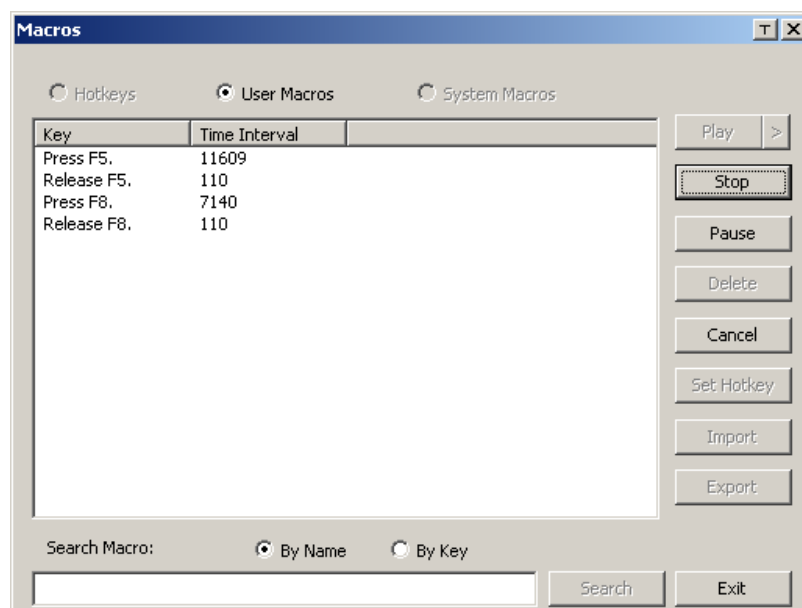 Macros
Hotkeys User Macros System Macros
Key Time Interval
Press F5. 11609
Release F5. 110
Press F8. 7140
Release F8. 110
Play >
Stop
Pause
Delete
Cancel
Set Hotkey
Import
Export
Search Macro: By Name By Key
Search Exit